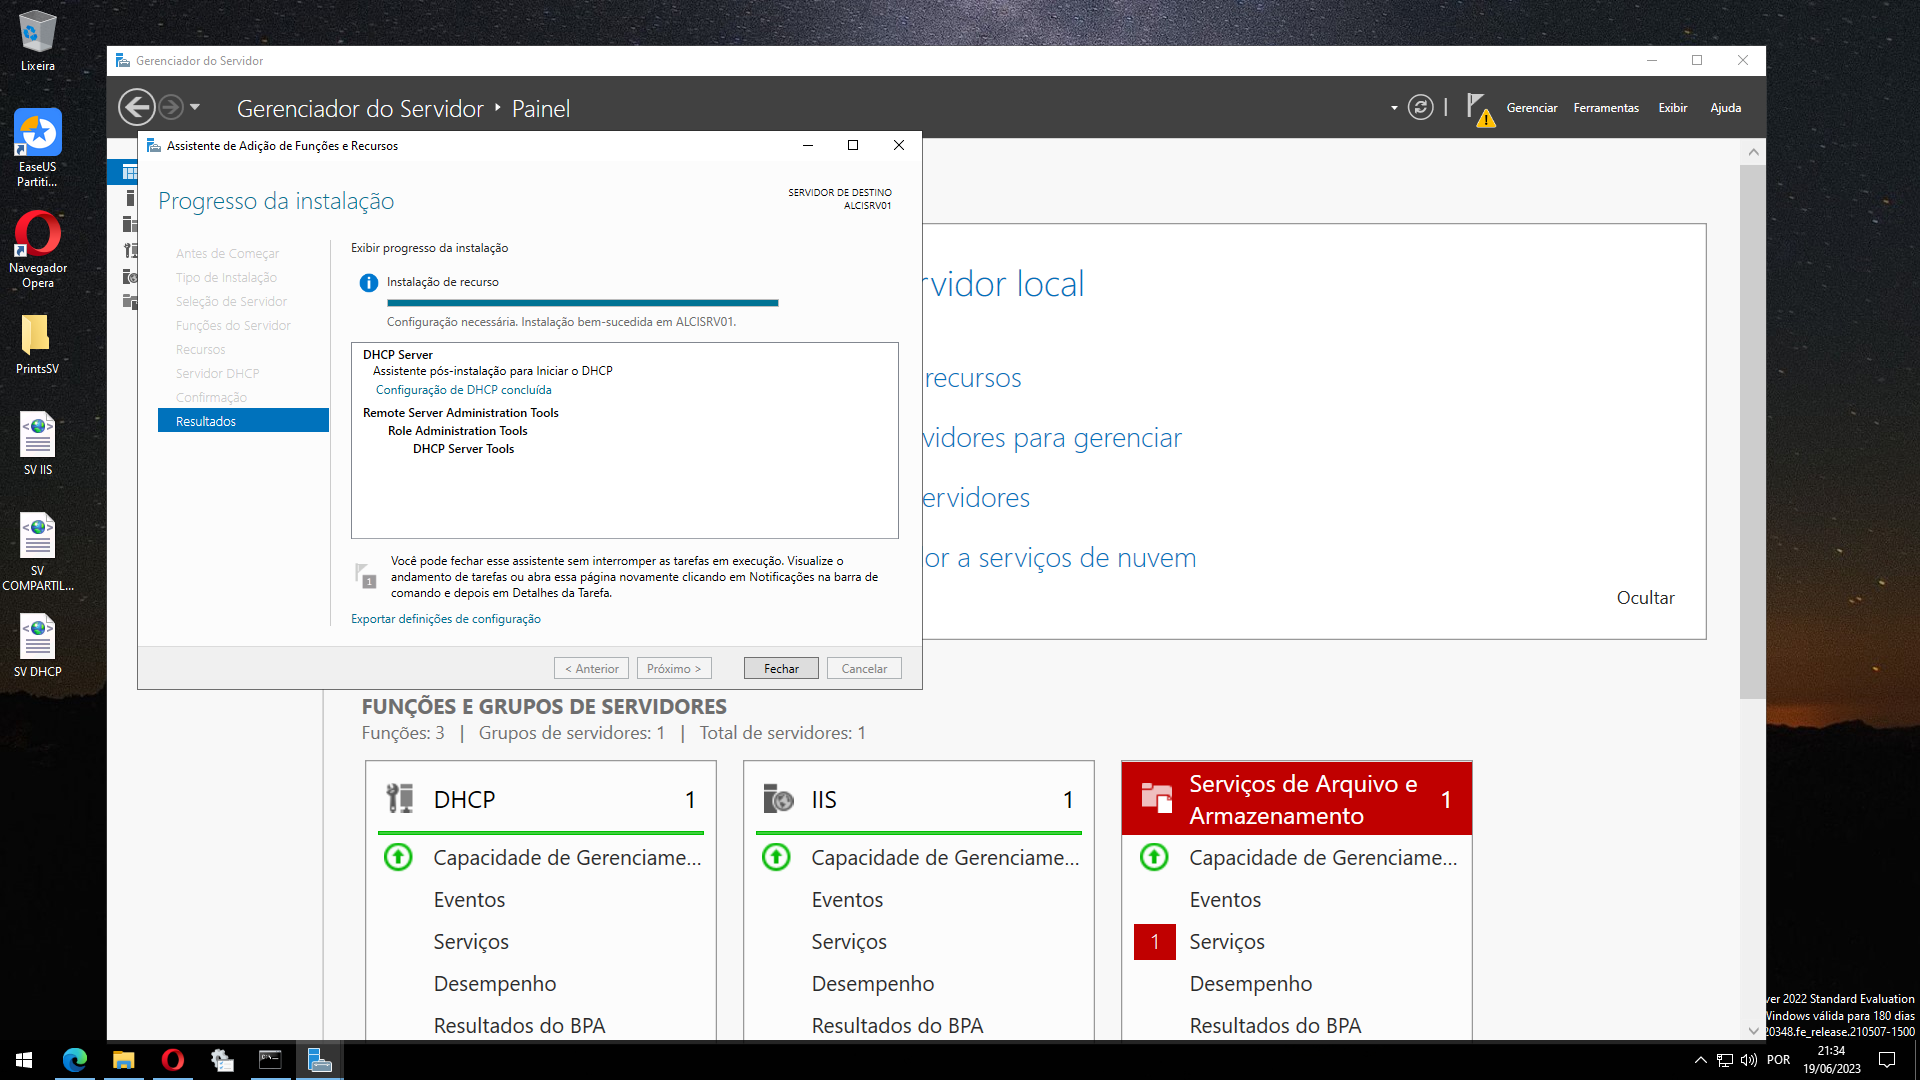 Lixeira
EaseUS
Partiti...
Navegador
Opera
PrintsSV
SV IIS
SV
COMPARTIL...
SV DHCP
Gerenciador do Servidor
Gerenciador do Servidor
Painel
Gerenciar
Ferramentas
Exibir
Ajuda
Assistente de Adição de Funções e Recursos
Progresso da instalação
SERVIDOR DE DESTINO
ALCISRV01
Antes de Começar
Tipo de Instalação
Seleção de Servidor
Funções do Servidor
Recursos
Servidor DHCP
Confirmação
Resultados
Exibir progresso da instalação
Instalação de recurso
Configuração necessária. Instalação bem-sucedida em ALCISRV01.
DHCP Server
Assistente pós-instalação para Iniciar o DHCP
Configuração de DHCP concluída
Remote Server Administration Tools
Role Administration Tools
DHCP Server Tools
1
Você pode fechar esse assistente sem interromper as tarefas em execução. Visualize o
andamento de tarefas ou abra essa página novamente clicando em Notificações na barra de
comando e depois em Detalhes da Tarefa.
Exportar definições de configuração
< Anterior
Próximo >
Fechar
Cancelar
rvidor local
recursos
vidores para gerenciar
ervidores
or a serviços de nuvem
Ocultar
FUNÇÕES E GRUPOS DE SERVIDORES
Funções: 3 | Grupos de servidores: 1 | Total de servidores: 1
DHCP 1
Capacidade de Gerenciame...
Eventos
Serviços
Desempenho
Resultados do BPA
IIS 1
Capacidade de Gerenciame...
Eventos
Serviços
Desempenho
Resultados do BPA
Serviços de Arquivo e
Armazenamento
1
Capacidade de Gerenciame...
Eventos
1 Serviços
Desempenho
Resultados do BPA
ver 2022 Standard Evaluation
Windows válida para 180 dias
20348.fe_release.210507-1500
POR
21:34
19/06/2023